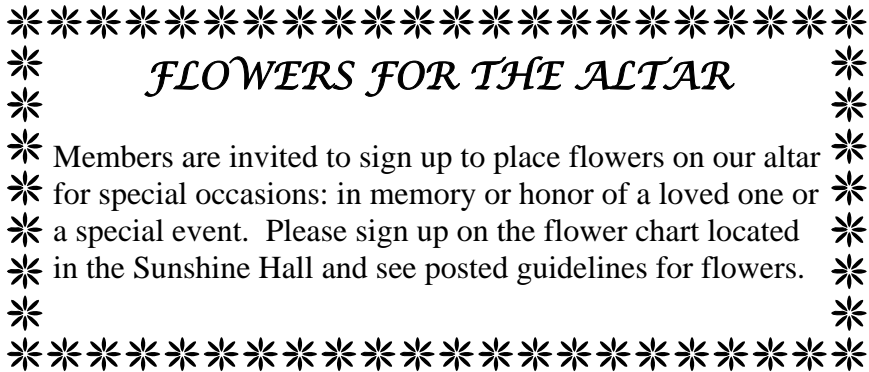 FLOWERS FOR THE ALTAR
Members are invited to sign up to place flowers on our altar
for special occasions: in memory or honor of a loved one or
a special event.  Please sign up on the flower chart located
in the Sunshine Hall and see posted guidelines for flowers.